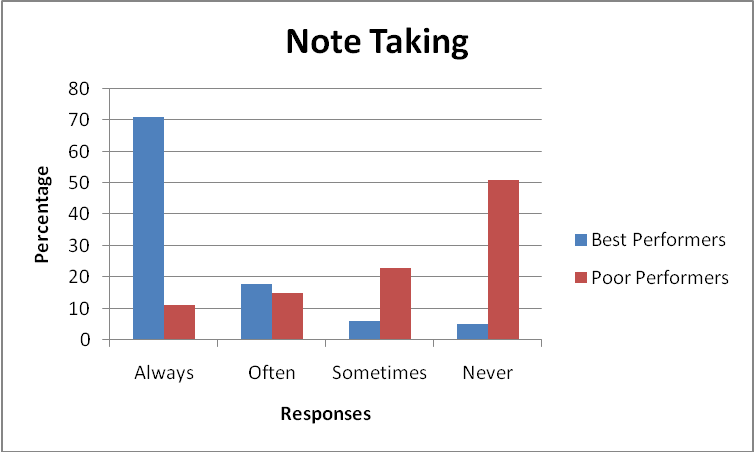 Note Taking
Percentage
80
70
60
50
40
30
20
10
0
Always Often Sometimes Never
Responses
Best Performers
Poor Performers